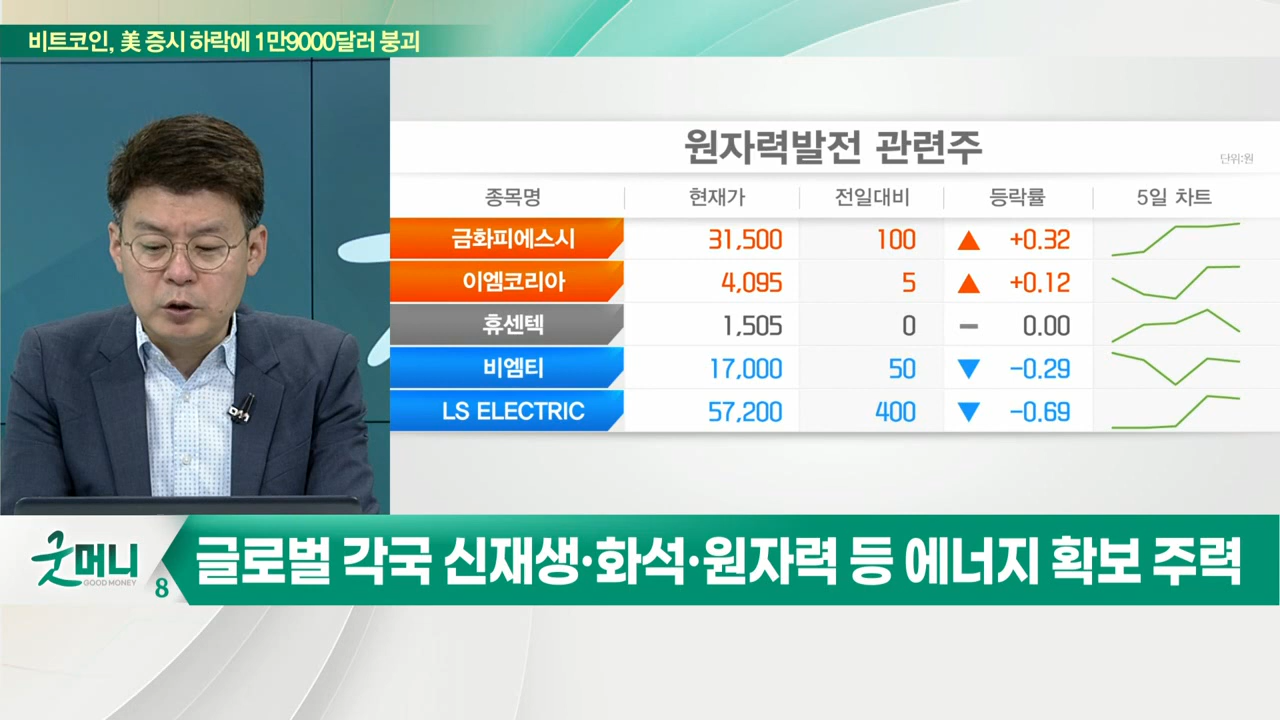 비트코인, 美 증시 하락에 1만9000달러 붕괴
원자력발전 관련주
단위:원
종목명 현재가 전일대비 등락률 5일 차트
금화피에스시 31,500 100 ▲ +0.32
이엠코리아 4,095 5 ▲ +0.12
휴센텍 1,505 0 − 0.00
비엠티 17,000 50 ▼ -0.29
LS ELECTRIC 57,200 400 ▼ -0.69
굿머니
GOOD MONEY
8
글로벌 각국 신재생·화석·원자력 등 에너지 확보 주력